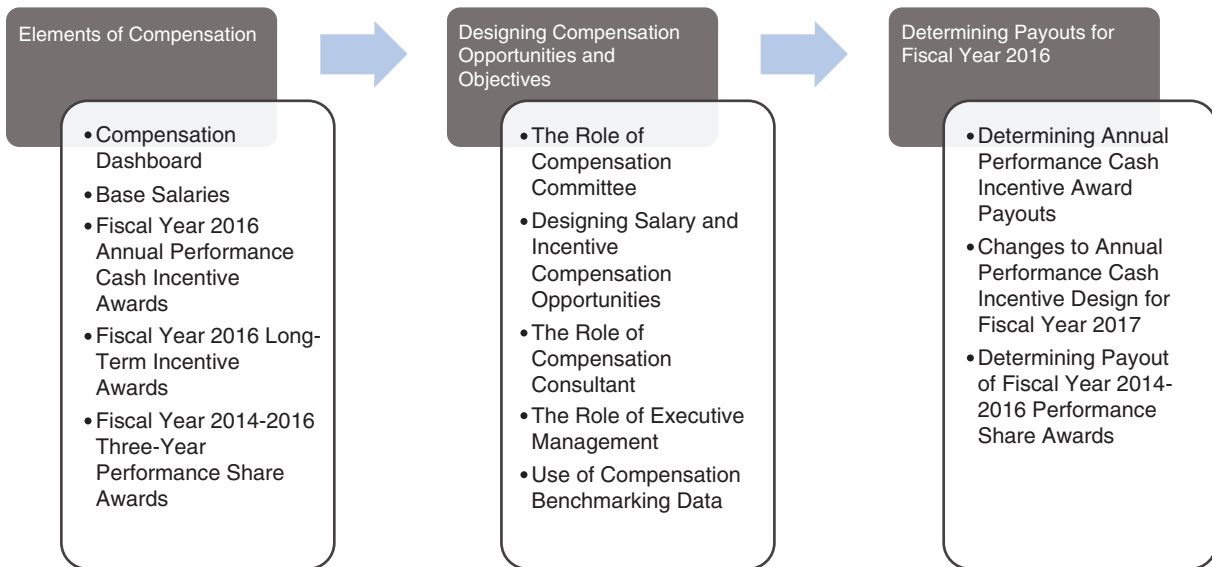 Elements of Compensation
• Compensation
Dashboard
• Base Salaries
• Fiscal Year 2016
Annual Performance
Cash Incentive
Awards
• Fiscal Year 2016 Long-
Term Incentive
Awards
• Fiscal Year 2014-2016
Three-Year
Performance Share
Awards
Designing Compensation
Opportunities and
Objectives
• The Role of
Compensation
Committee
• Designing Salary and
Incentive
Compensation
Opportunities
• The Role of
Compensation
Consultant
• The Role of Executive
Management
• Use of Compensation
Benchmarking Data
Determining Payouts for
Fiscal Year 2016
• Determining Annual
Performance Cash
Incentive Award
Payouts
• Changes to Annual
Performance Cash
Incentive Design for
Fiscal Year 2017
• Determining Payout
of Fiscal Year 2014-
2016 Performance
Share Awards